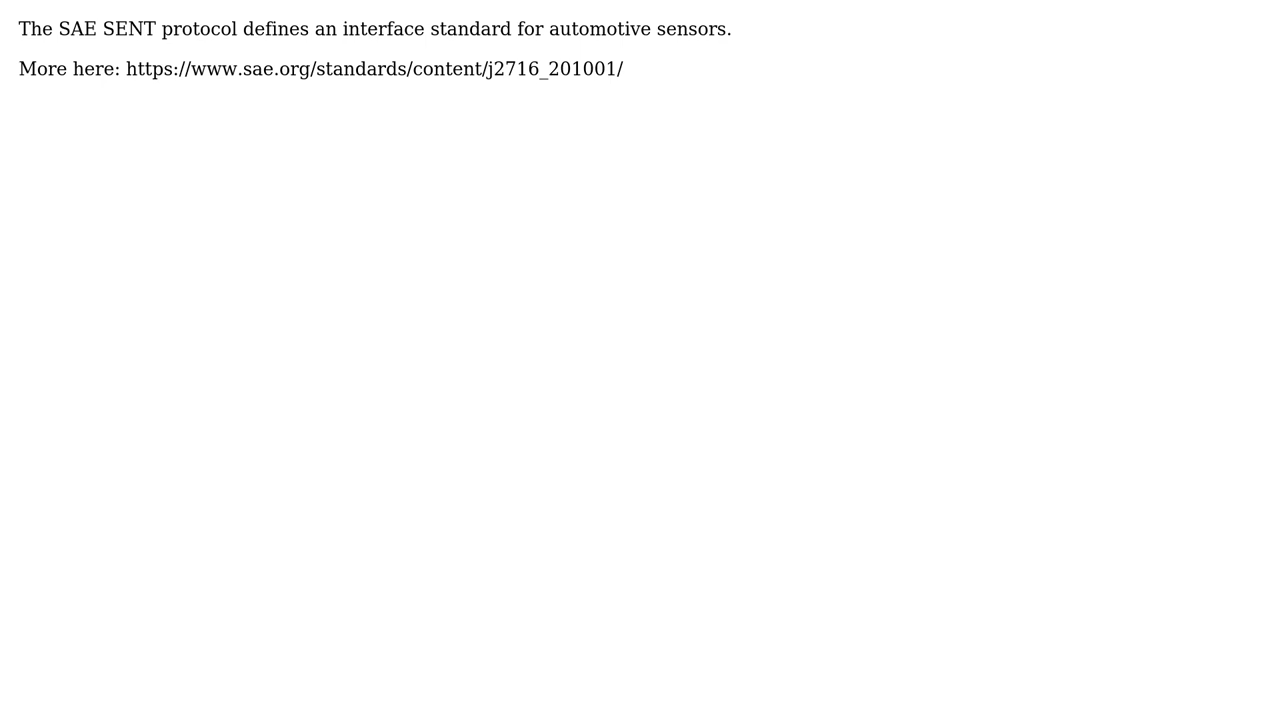 The SAE SENT protocol defines an interface standard for automotive sensors.
More here: https://www.sae.org/standards/content/j2716_201001/